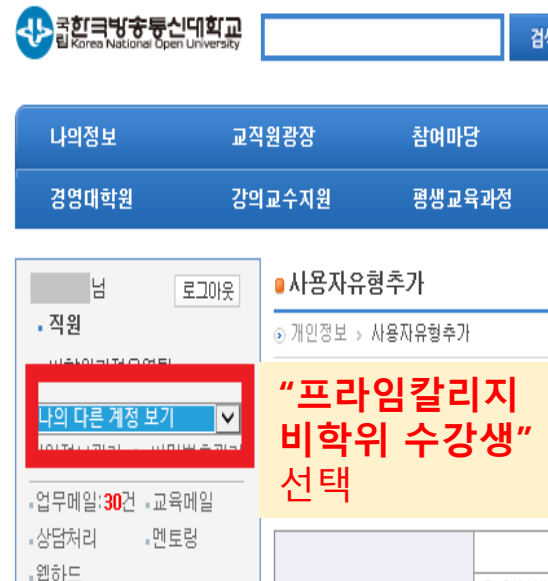 국립 한국방송통신대학교
Korea National Open University
나의정보 교직원광장 참여마당
경영대학원 강의교수지원 평생교육과정
님 로그아웃
직원
사용자유형추가
개인정보 > 사용자유형추가
나의 다른 계정 보기
“프라임칼리지
비학위 수강생”
선택
업무메일:30건 교육메일
상담처리 멘토링
웹하드